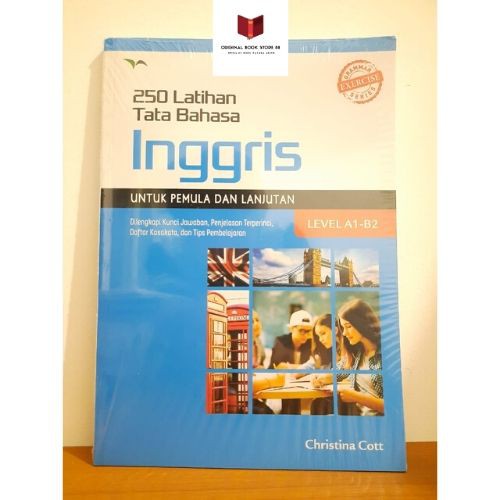 ORIGINAL BOOK STORE 88
250 Latihan
Tata Bahasa
Inggris
GRAMMAR
EXERCISE
SERIES
UNTUK PEMULA DAN LANJUTAN
Dilengkapi Kunci Jawaban, Penjelasan Terperinci,
Daftar Kosakata, dan Tips Pembelajaran
LEVEL A1-B2
Christina Cott